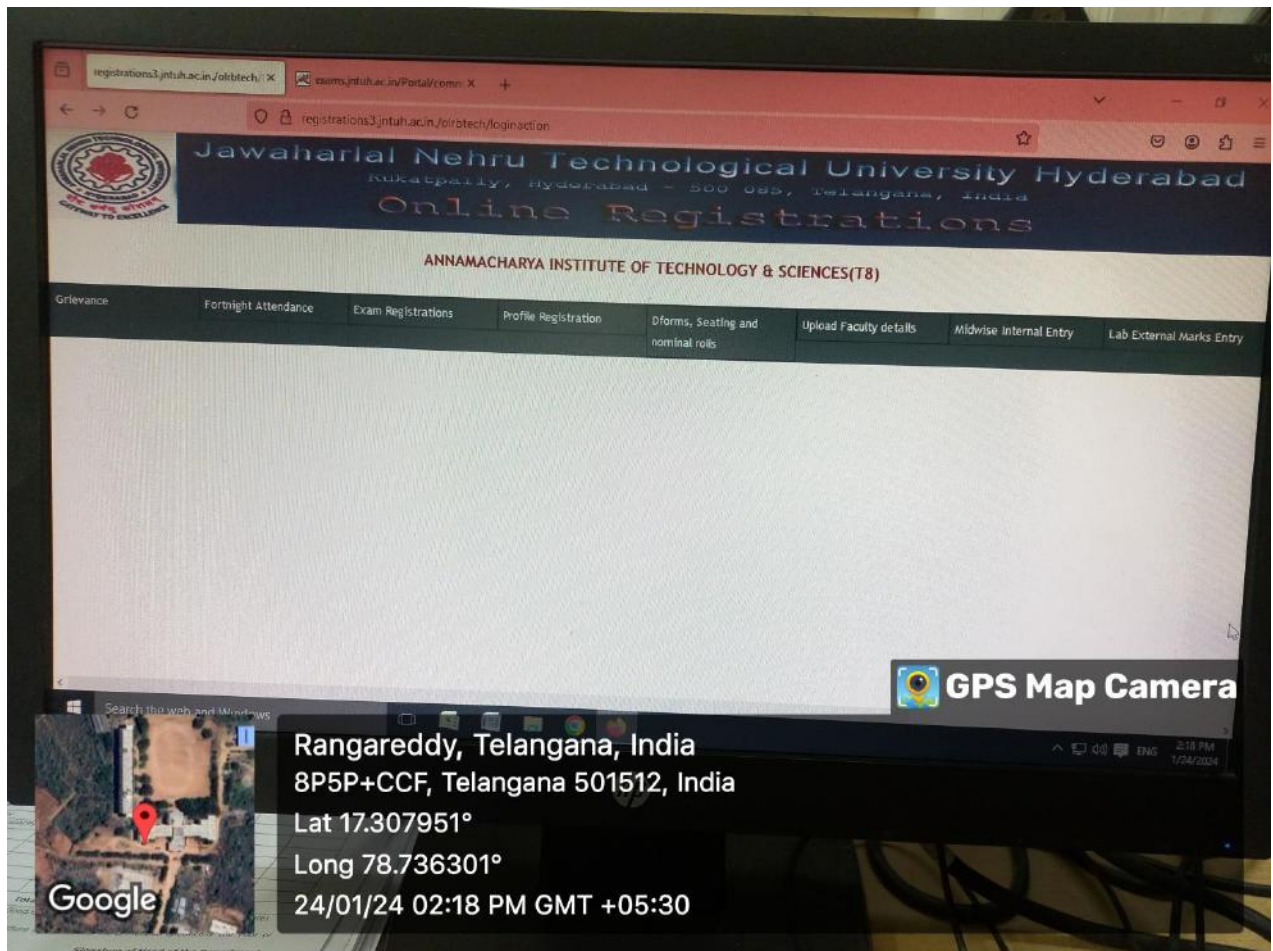 registrations3.jntuh.ac.in./olrbtech/
exams.jntuh.ac.in/Portal/comn
registrations3.jntuh.ac.in./olrbtech/loginaction
Jawaharlal Nehru Technological University Hyderabad
Kukatpally, Hyderabad - 500 085, Telangana, India
Online Registrations
ANNAMACHARYA INSTITUTE OF TECHNOLOGY & SCIENCES(T8)
Grievance
Fortnight Attendance
Exam Registrations
Profile Registration
Dforms, Seating and
nominal rolls
Upload Faculty details
Midwise Internal Entry
Lab External Marks Entry
GPS Map Camera
Search the web and Windows
ENG
2:18 PM
1/24/2024
Rangareddy, Telangana, India
8P5P+CCF, Telangana 501512, India
Lat 17.307951°
Long 78.736301°
24/01/24 02:18 PM GMT +05:30
Google